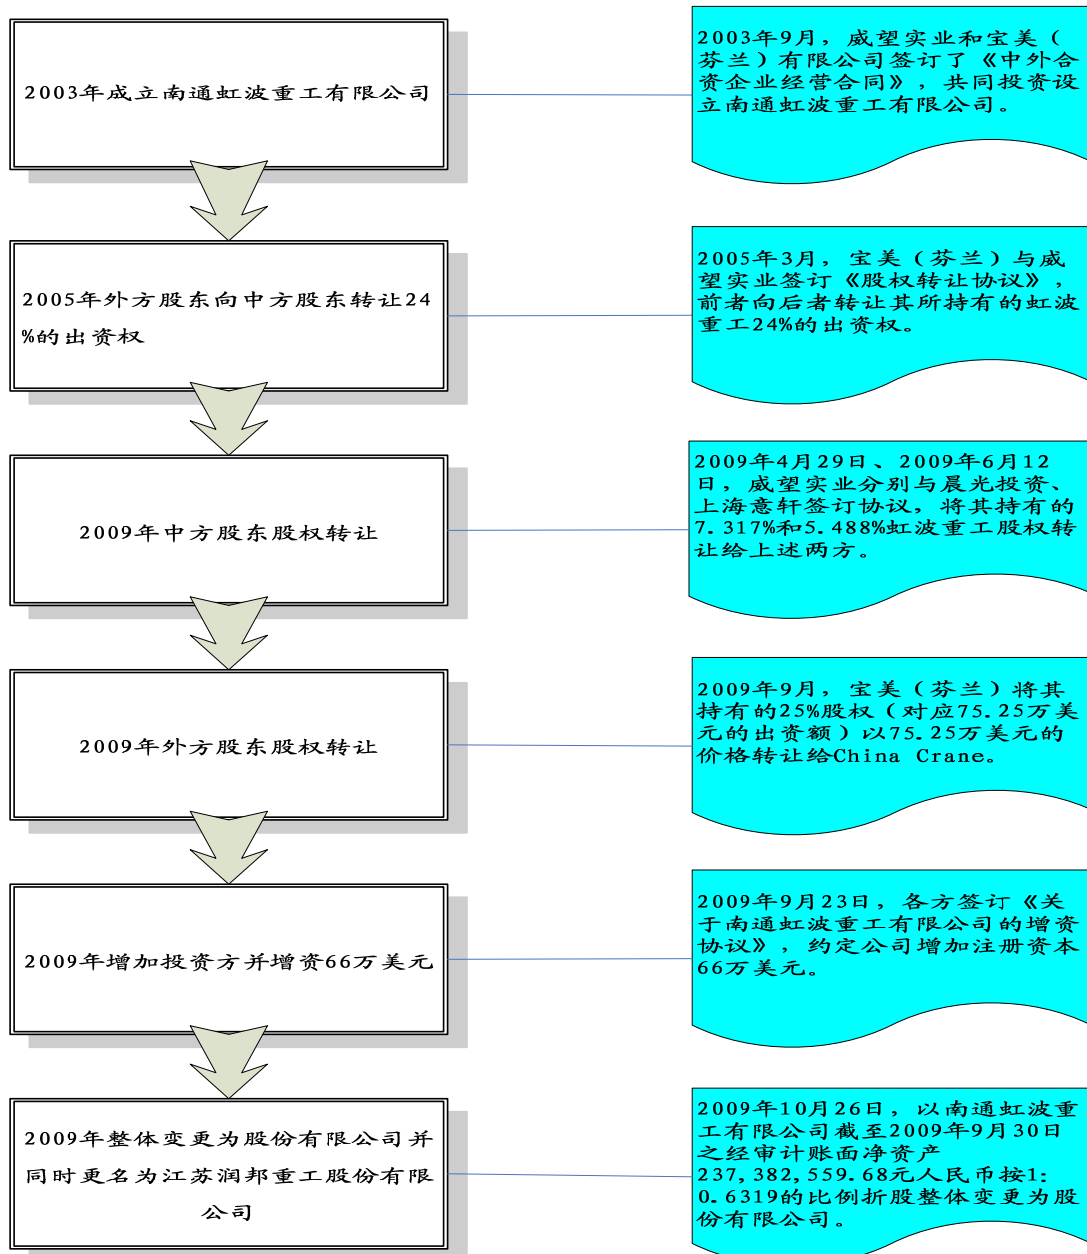 2003年成立南通虹波重工有限公司
2003年9月，威望实业和宝美（
芬兰）有限公司签订了《中外合
资企业经营合同》，共同投资设
立南通虹波重工有限公司。
2005年外方股东向中方股东转让24
%的出资权
2005年3月，宝美（芬兰）与威
望实业签订《股权转让协议》，
前者向后者转让其所持有的虹波
重工24%的出资权。
2009年中方股东股权转让
2009年4月29日、2009年6月12
日，威望实业分别与晨光投资、
上海意轩签订协议，将其持有的
7.317%和5.488%虹波重工股权转
让给上述两方。
2009年外方股东股权转让
2009年9月，宝美（芬兰）将其
持有的25%股权（对应75.25万美
元的出资额）以75.25万美元的
价格转让给China Crane。
2009年增加投资方并增资66万美元
2009年9月23日，各方签订《关
于南通虹波重工有限公司的增资
协议》，约定公司增加注册资本
66万美元。
2009年整体变更为股份有限公司并
同时更名为江苏润邦重工股份有限
公司
2009年10月26日，以南通虹波重
工有限公司截至2009年9月30日
之经审计账面净资产
237,382,559.68元人民币按1:
0.6319的比例折股整体变更为股
份有限公司。